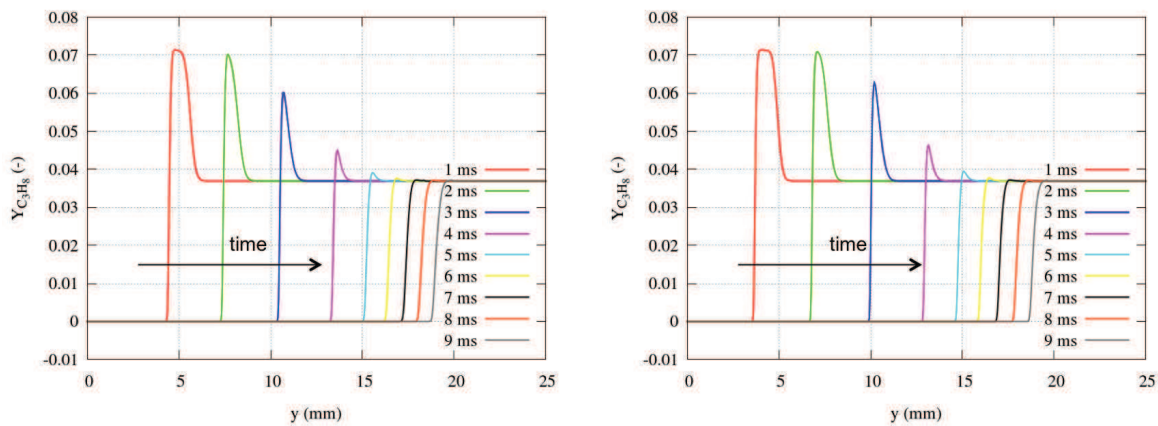 0.08
0.07
0.06
0.05
0.04
0.03
0.02
0.01
0
-0.01
Y_{C_3H_8} (-)
0 5 10 15 20 25
y (mm)
time
1 ms
2 ms
3 ms
4 ms
5 ms
6 ms
7 ms
8 ms
9 ms
0.08
0.07
0.06
0.05
0.04
0.03
0.02
0.01
0
-0.01
Y_{C_3H_8} (-)
0 5 10 15 20 25
y (mm)
time
1 ms
2 ms
3 ms
4 ms
5 ms
6 ms
7 ms
8 ms
9 ms